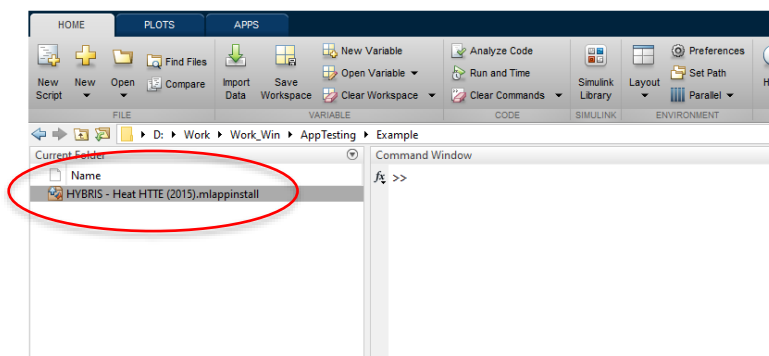 HOME PLOTS APPS
New Script
New
Open
Find Files
Compare
Import Data
Save Workspace
New Variable
Open Variable
Clear Workspace
Analyze Code
Run and Time
Clear Commands
Simulink Library
Layout
Preferences
Set Path
Parallel
H
FILE VARIABLE CODE SIMULINK ENVIRONMENT
D: Work Work_Win AppTesting Example
Current Folder
Name
HYBRIS - Heat HTTE (2015).mlappinstall
Command Window
fx >>